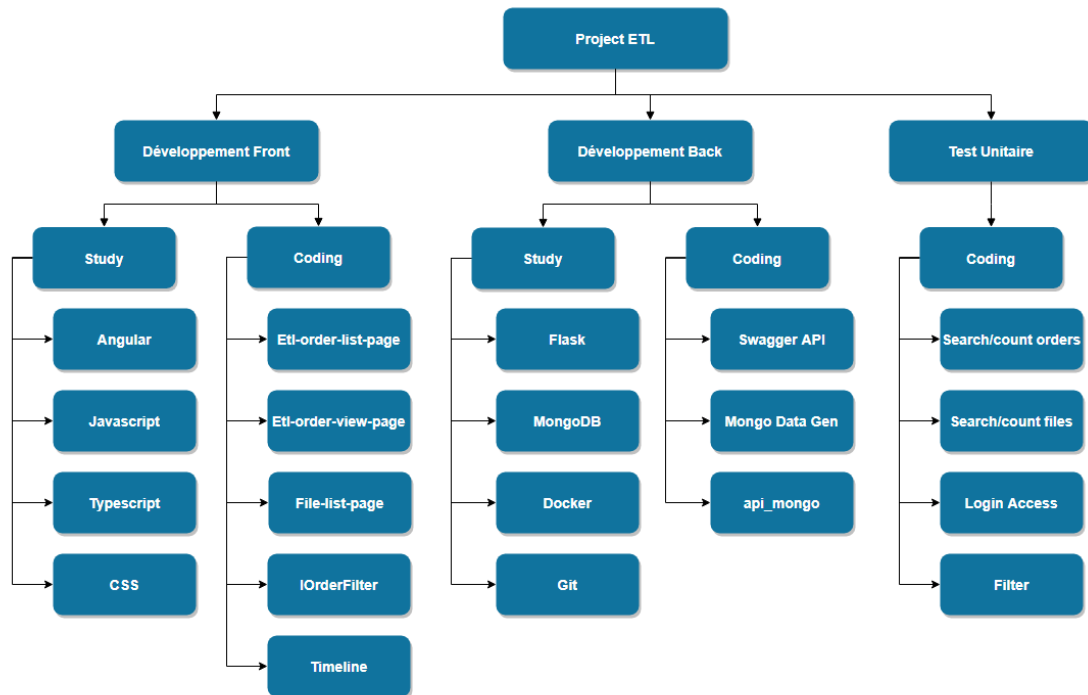 Project ETL
Développement Front
Développement Back
Test Unitaire
Study
Coding
Study
Coding
Coding
Angular
Etl-order-list-page
Flask
Swagger API
Search/count orders
Javascript
Etl-order-view-page
MongoDB
Mongo Data Gen
Search/count files
Typescript
File-list-page
Docker
api_mongo
Login Access
CSS
IOrderFilter
Git
Filter
Timeline